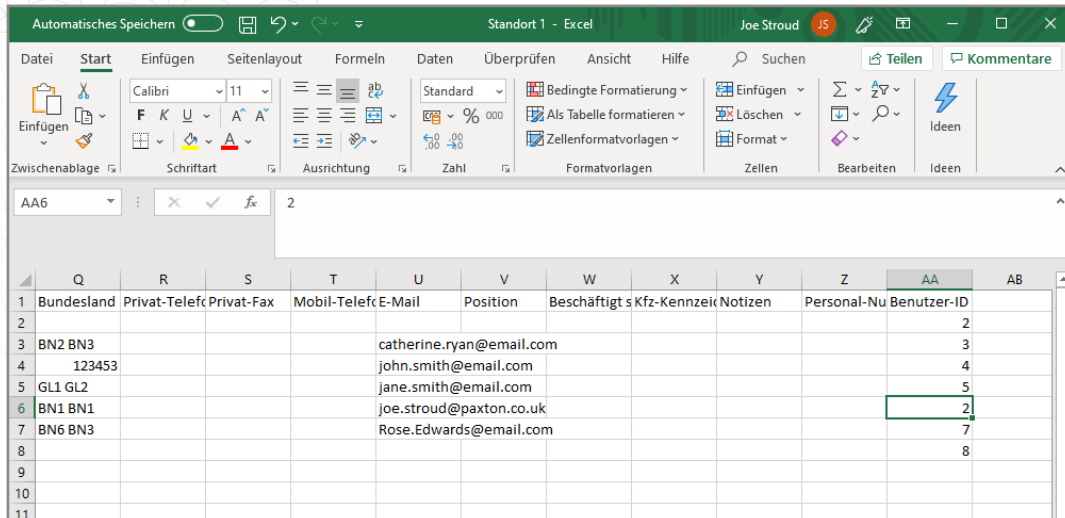 Automatisches Speichern Standort 1 - Excel Joe Stroud JS
Datei Start Einfügen Seitenlayout Formeln Daten Überprüfen Ansicht Hilfe Suchen Teilen Kommentare
Calibri 11 Standard Bedingte Formatierung Einfügen
Einfügen F K U A A % 000 Als Tabelle formatieren Löschen Ideen
A Zellenformatvorlagen Format
Zwischenablage Schriftart Ausrichtung Zahl Formatvorlagen Zellen Bearbeiten Ideen
AA6 fx 2
Q R S T U V W X Y Z AA AB
1 Bundesland Privat-Telefo Privat-Fax Mobil-Telefo E-Mail Position Beschäftigt s Kfz-Kennzeic Notizen Personal-Nu Benutzer-ID
2 2
3 BN2 BN3 catherine.ryan@email.com 3
4 123453 john.smith@email.com 4
5 GL1 GL2 jane.smith@email.com 5
6 BN1 BN1 joe.stroud@paxton.co.uk 2
7 BN6 BN3 Rose.Edwards@email.com 7
8 8
9
10
11